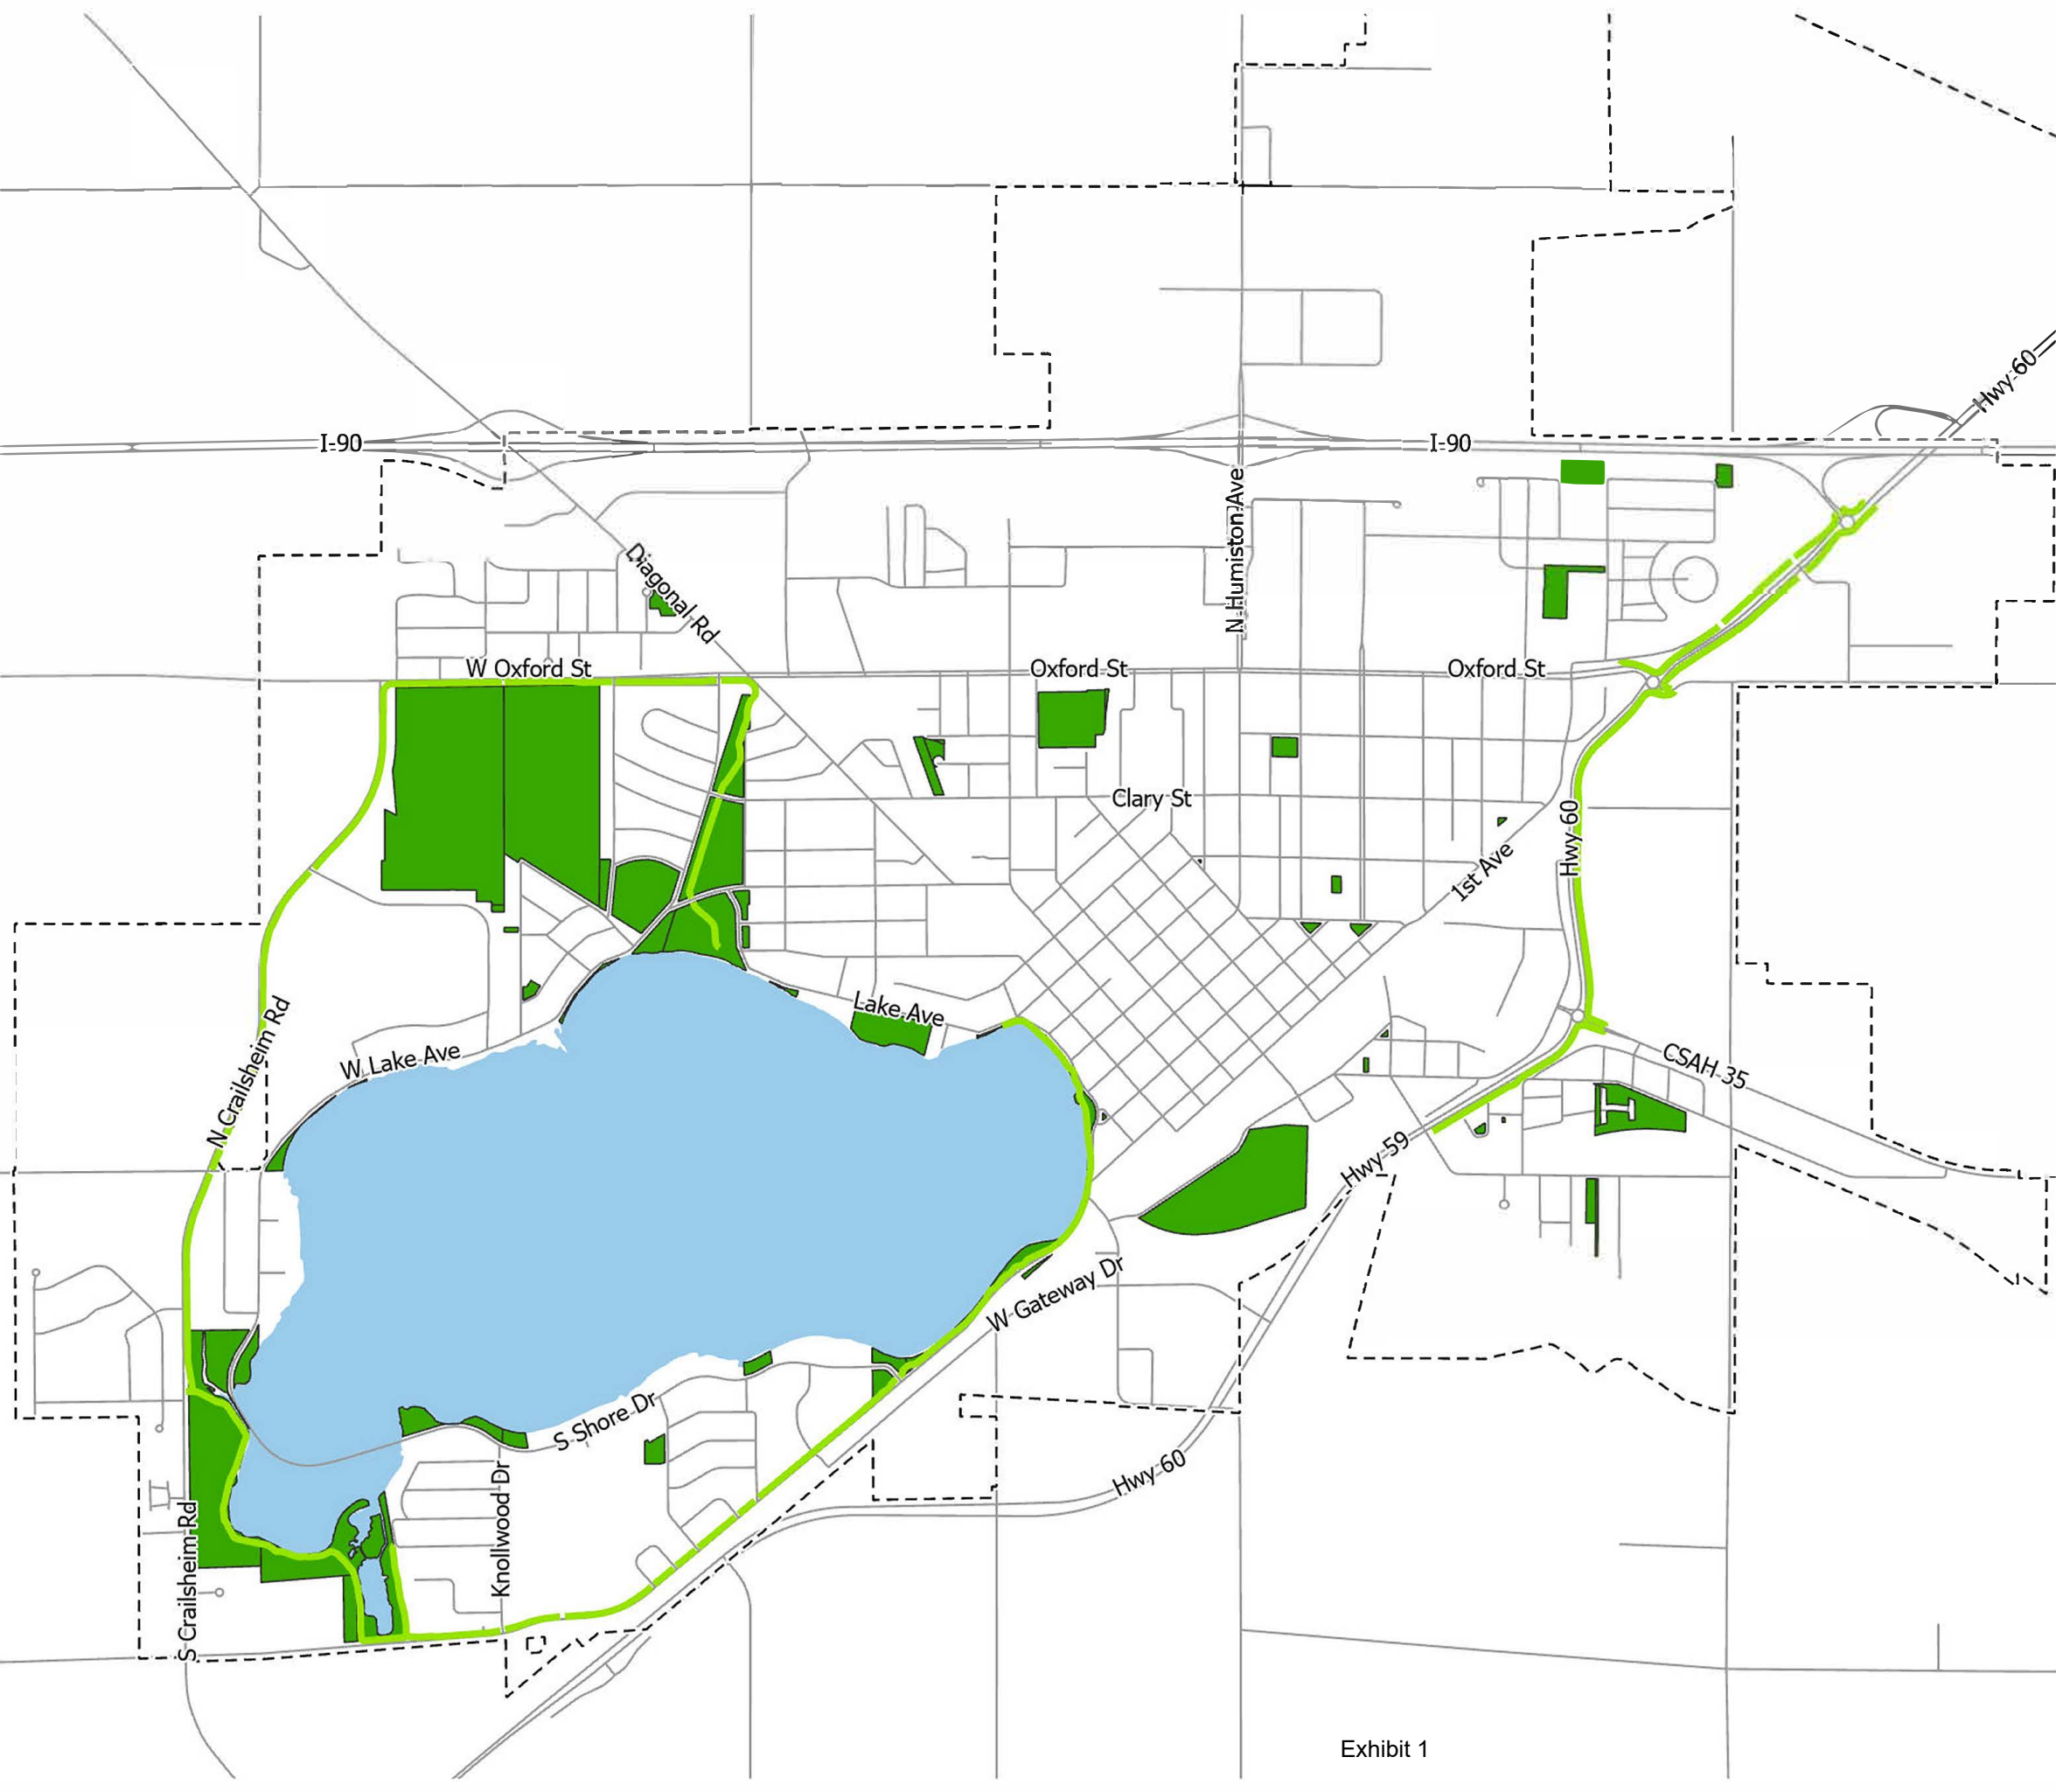 Hwy 60
I-90
I-90
N Humiston Ave
Diagonal Rd
W Oxford St
Oxford St
Oxford St
Clary St
Hwy 60
1st Ave
Lake Ave
W Lake Ave
N Crailsheim Rd
CSAH 35
Hwy 59
W Gateway Dr
S Shore Dr
Hwy 60
Knollwood Dr
S Crailsheim Rd
Exhibit 1